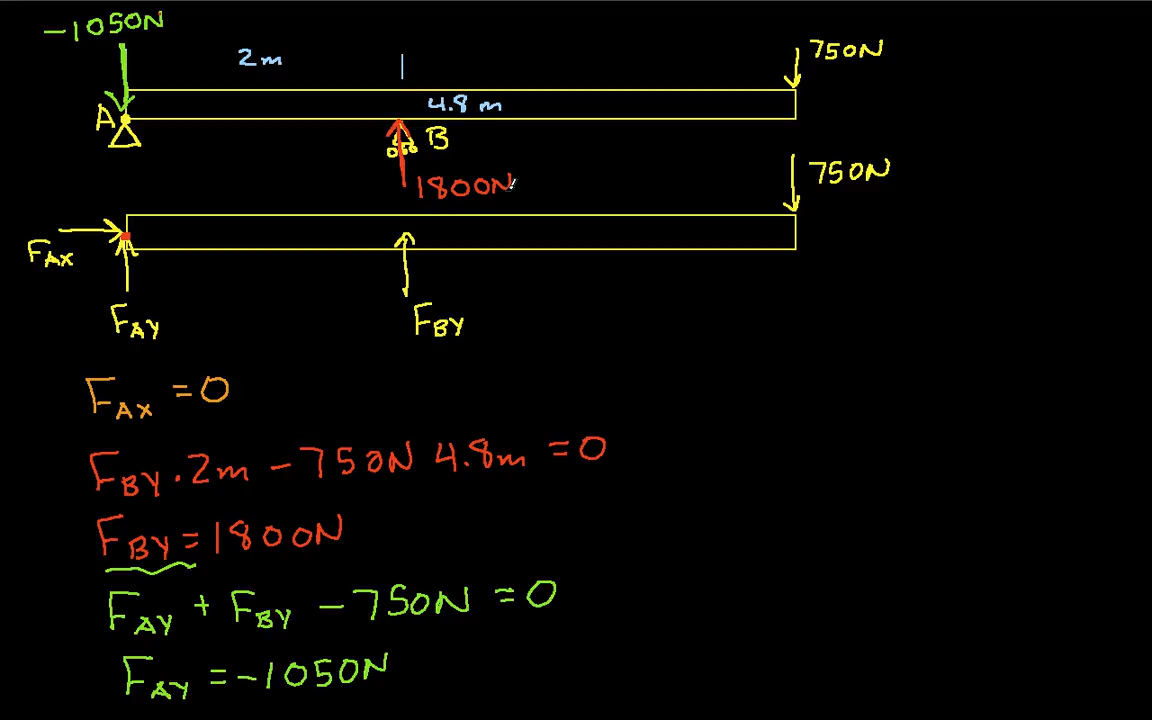 -1050N
2m
750N
4.8 m
A
B
1800N
750N
FAX
FAY
FBY
FAX = 0
FBY · 2m - 750N 4.8m = 0
FBY = 1800N
FAY + FBY - 750N = 0
FAY = -1050N